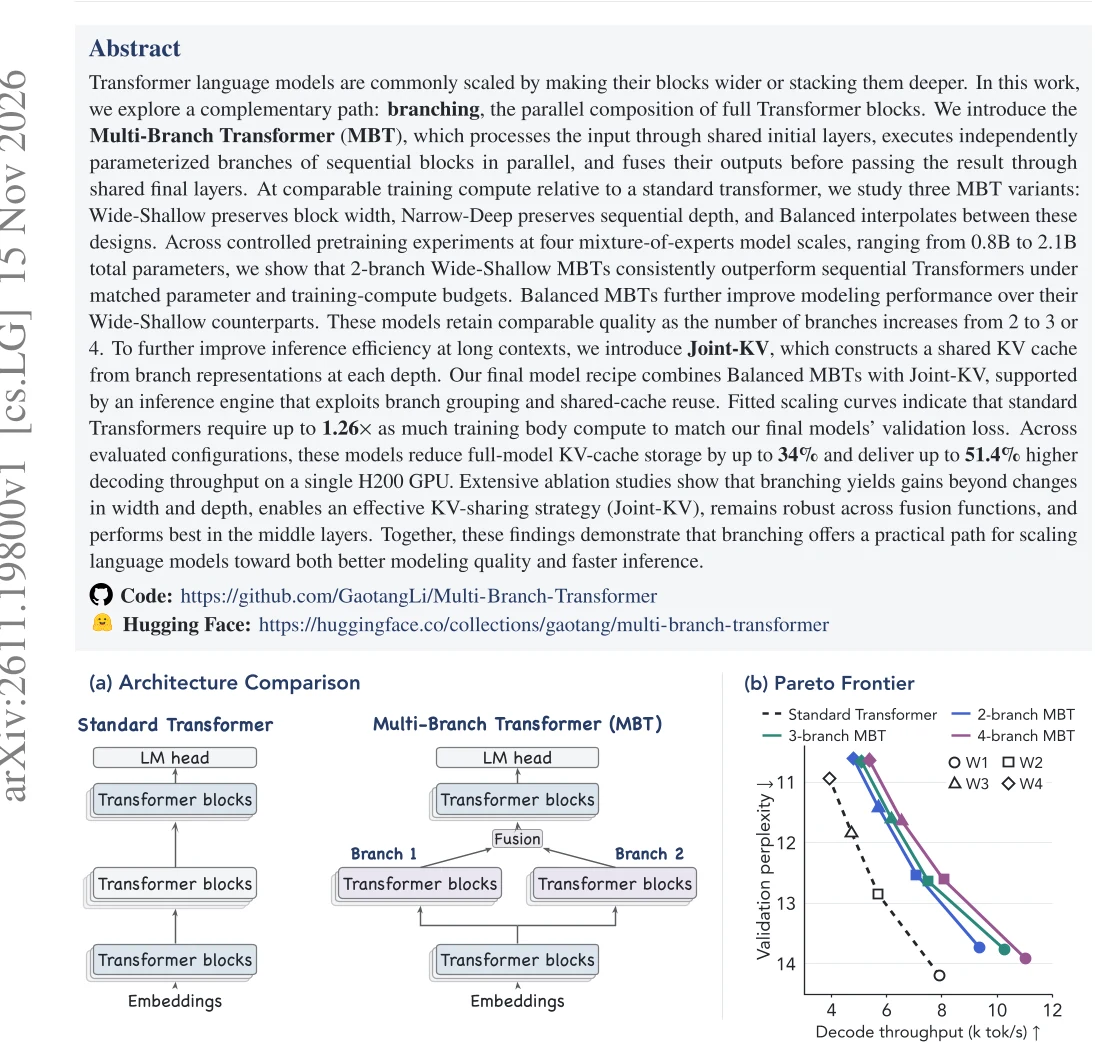 arXiv:2611.19800v1 [cs.LG] 15 Nov 2026
Abstract
Transformer language models are commonly scaled by making their blocks wider or stacking them deeper. In this work,
we explore a complementary path: branching, the parallel composition of full Transformer blocks. We introduce the
Multi-Branch Transformer (MBT), which processes the input through shared initial layers, executes independently
parameterized branches of sequential blocks in parallel, and fuses their outputs before passing the result through
shared final layers. At comparable training compute relative to a standard transformer, we study three MBT variants:
Wide-Shallow preserves block width, Narrow-Deep preserves sequential depth, and Balanced interpolates between these
designs. Across controlled pretraining experiments at four mixture-of-experts model scales, ranging from 0.8B to 2.1B
total parameters, we show that 2-branch Wide-Shallow MBTs consistently outperform sequential Transformers under
matched parameter and training-compute budgets. Balanced MBTs further improve modeling performance over their
Wide-Shallow counterparts. These models retain comparable quality as the number of branches increases from 2 to 3 or
4. To further improve inference efficiency at long contexts, we introduce Joint-KV, which constructs a shared KV cache
from branch representations at each depth. Our final model recipe combines Balanced MBTs with Joint-KV, supported
by an inference engine that exploits branch grouping and shared-cache reuse. Fitted scaling curves indicate that standard
Transformers require up to 1.26× as much training body compute to match our final models’ validation loss. Across
evaluated configurations, these models reduce full-model KV-cache storage by up to 34% and deliver up to 51.4% higher
decoding throughput on a single H200 GPU. Extensive ablation studies show that branching yields gains beyond changes
in width and depth, enables an effective KV-sharing strategy (Joint-KV), remains robust across fusion functions, and
performs best in the middle layers. Together, these findings demonstrate that branching offers a practical path for scaling
language models toward both better modeling quality and faster inference.
Code: https://github.com/GaotangLi/Multi-Branch-Transformer
Hugging Face: https://huggingface.co/collections/gaotang/multi-branch-transformer
(a) Architecture Comparison
Standard Transformer
LM head
Transformer blocks
Transformer blocks
Transformer blocks
Embeddings
Multi-Branch Transformer (MBT)
LM head
Transformer blocks
Fusion
Branch 1
Branch 2
Transformer blocks
Transformer blocks
Transformer blocks
Embeddings
(b) Pareto Frontier
Standard Transformer
2-branch MBT
3-branch MBT
4-branch MBT
W1
W2
W3
W4
Validation perplexity ↓
11
12
13
14
4
6
8
10
12
Decode throughput (k tok/s) ↑